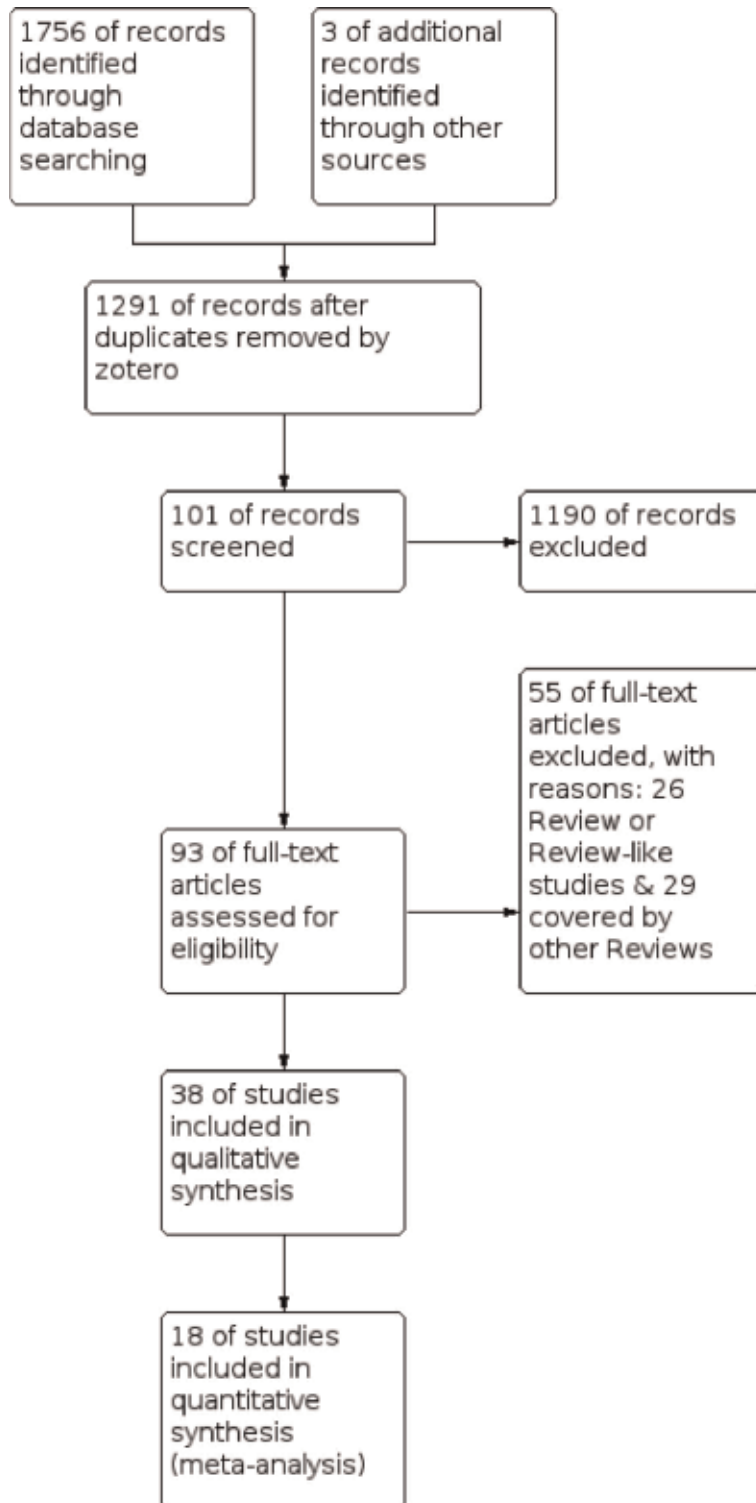 1756 of records
identified
through
database
searching
3 of additional
records
identified
through other
sources
1291 of records after
duplicates removed by
zotero
101 of records
screened
1190 of records
excluded
55 of full-text
articles
excluded, with
reasons: 26
Review or
Review-like
studies & 29
covered by
other Reviews
93 of full-text
articles
assessed for
eligibility
38 of studies
included in
qualitative
synthesis
18 of studies
included in
quantitative
synthesis
(meta-analysis)